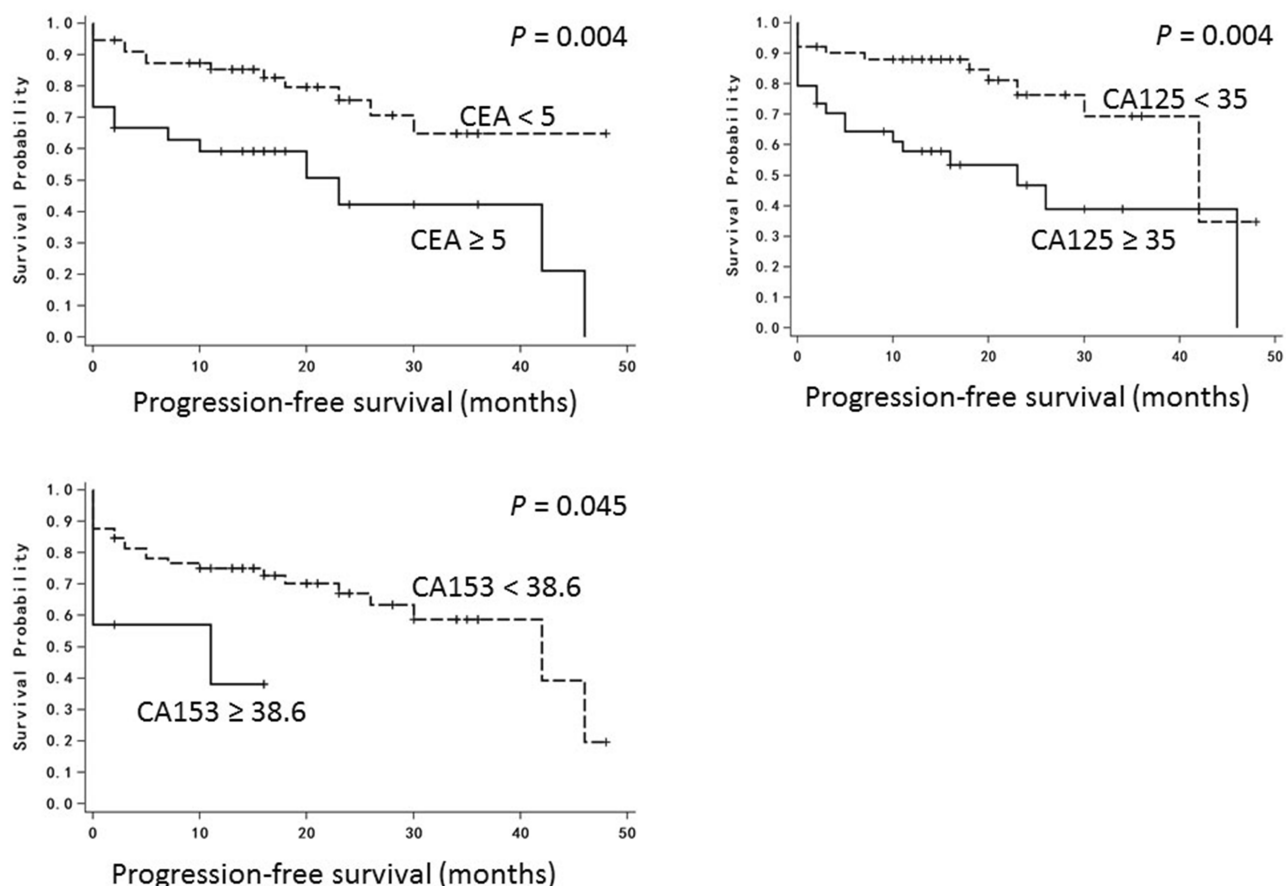 Survival Probability
1.0
0.9
0.8
0.7
0.6
0.5
0.4
0.3
0.2
0.1
0.0
P = 0.004
CEA < 5
CEA ≥ 5
0 10 20 30 40 50
Progression-free survival (months)
Survival Probability
1.0
0.9
0.8
0.7
0.6
0.5
0.4
0.3
0.2
0.1
0.0
P = 0.004
CA125 < 35
CA125 ≥ 35
0 10 20 30 40 50
Progression-free survival (months)
Survival Probability
1.0
0.9
0.8
0.7
0.6
0.5
0.4
0.3
0.2
0.1
0.0
P = 0.045
CA153 < 38.6
CA153 ≥ 38.6
0 10 20 30 40 50
Progression-free survival (months)